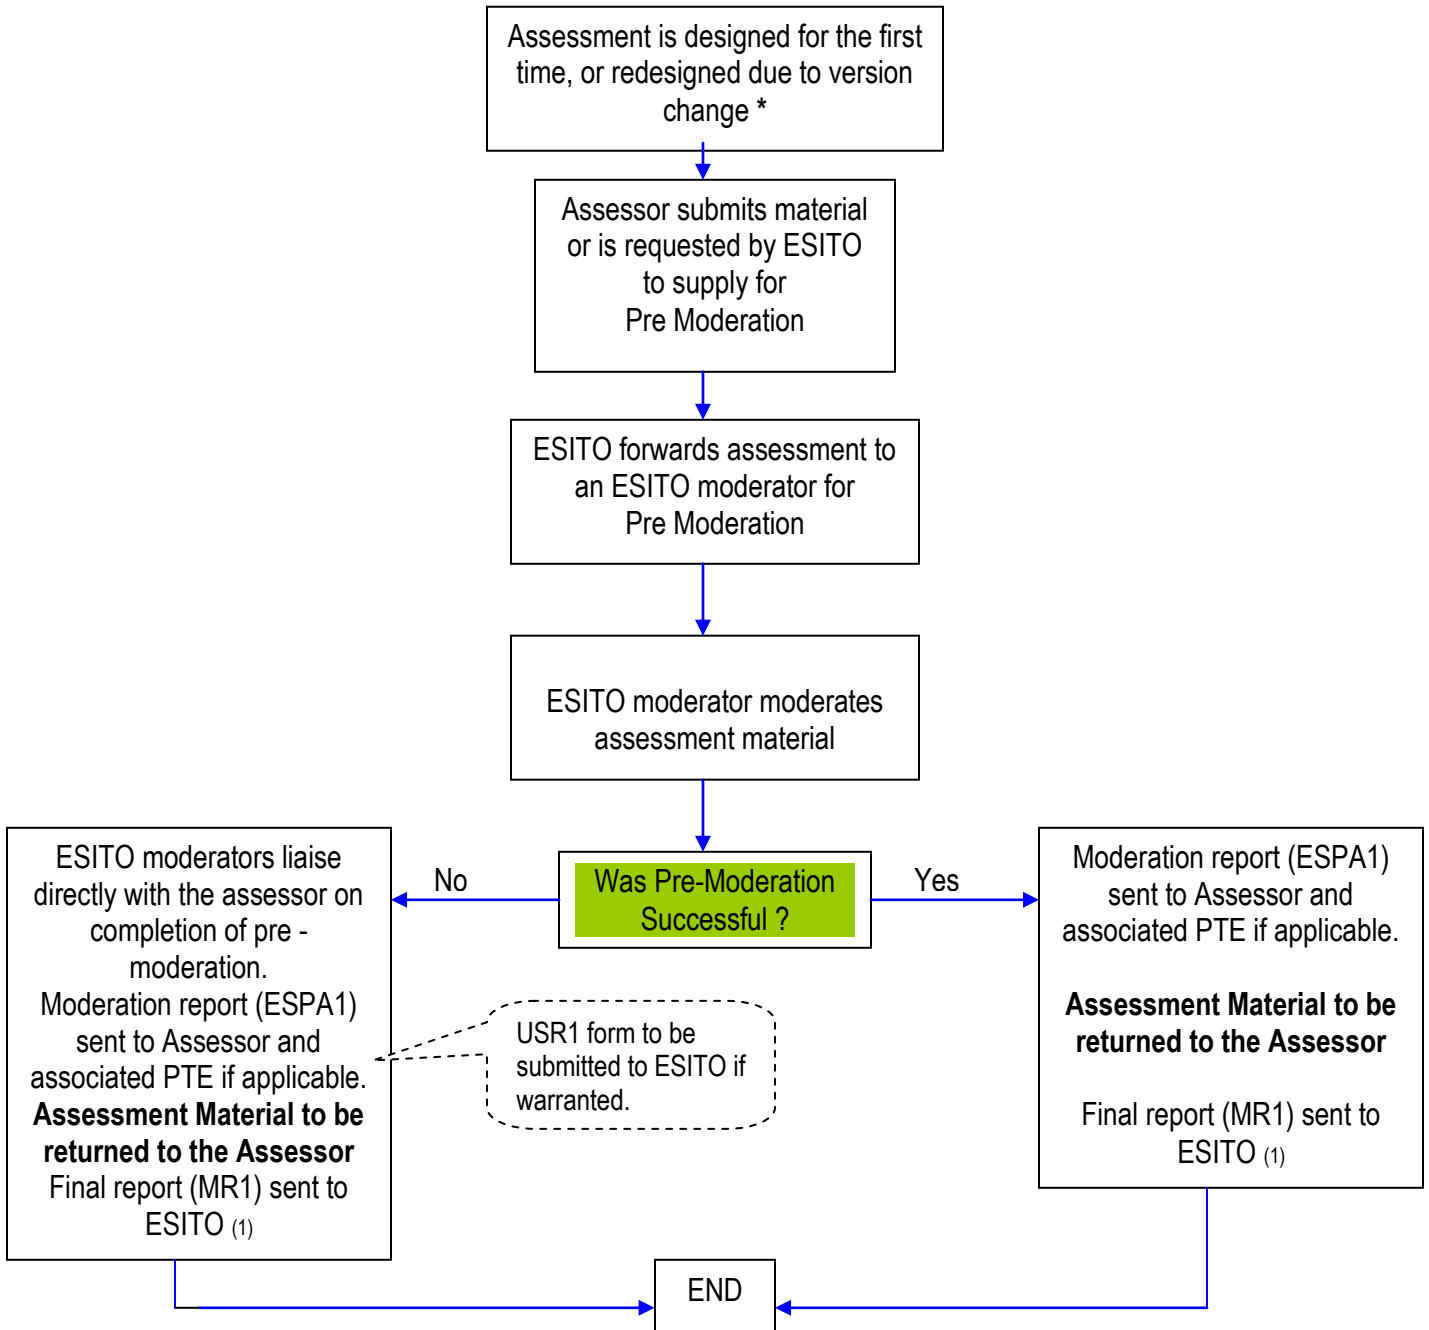 Assessment is designed for the first
time, or redesigned due to version
change *
Assessor submits material
or is requested by ESITO
to supply for
Pre Moderation
ESITO forwards assessment to
an ESITO moderator for
Pre Moderation
ESITO moderator moderates
assessment material
Was Pre-Moderation
Successful ?
No
Yes
ESITO moderators liaise
directly with the assessor on
completion of pre -
moderation.
Moderation report (ESPA1)
sent to Assessor and
associated PTE if applicable.
Assessment Material to be
returned to the Assessor
Final report (MR1) sent to
ESITO (1)
USR1 form to be
submitted to ESITO if
warranted.
Moderation report (ESPA1)
sent to Assessor and
associated PTE if applicable.
Assessment Material to be
returned to the Assessor
Final report (MR1) sent to
ESITO (1)
END